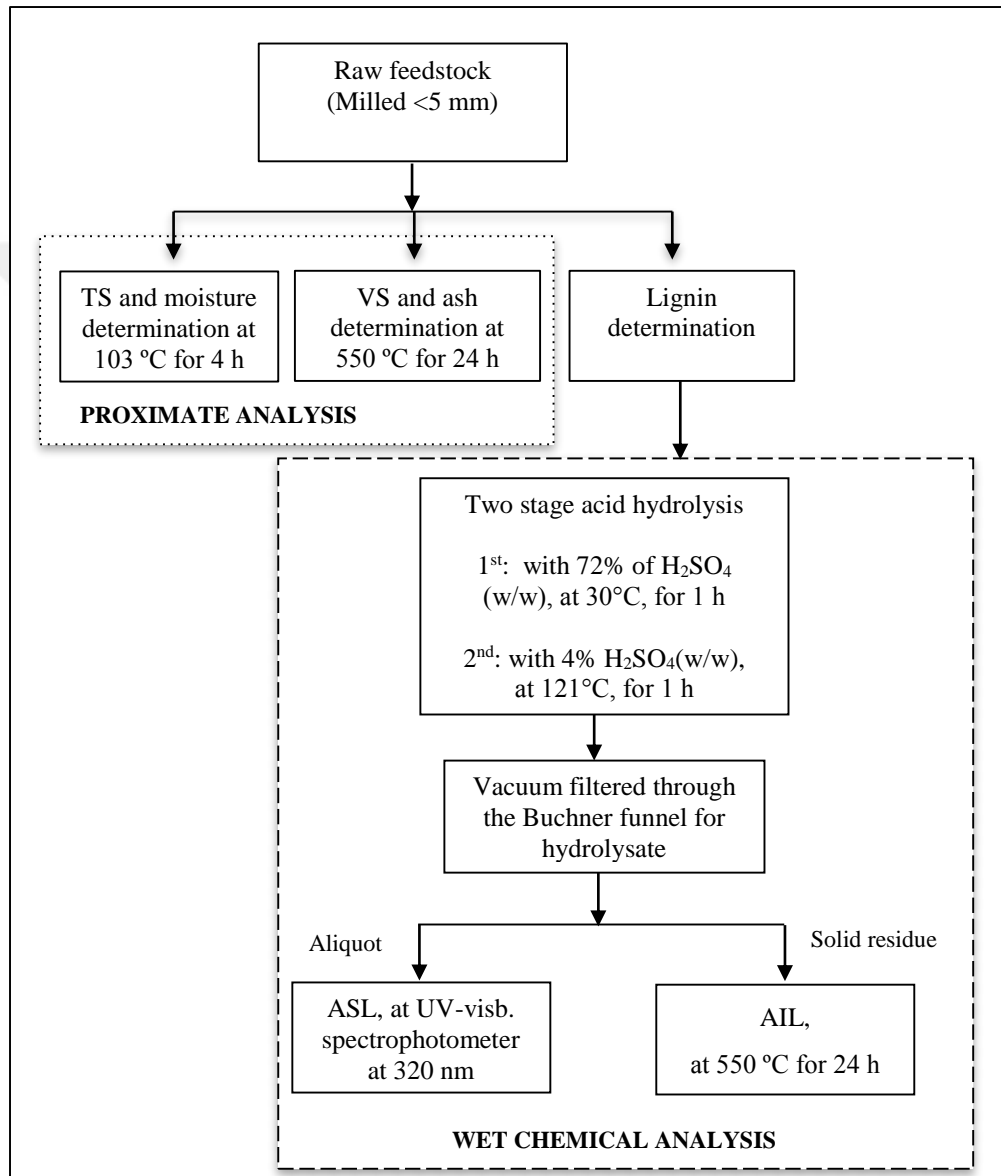 Raw feedstock
(Milled <5 mm)
TS and moisture
determination at
103 ºC for 4 h
VS and ash
determination at
550 ºC for 24 h
Lignin
determination
PROXIMATE ANALYSIS
Two stage acid hydrolysis
1st: with 72% of H2SO4
(w/w), at 30°C, for 1 h
2nd: with 4% H2SO4(w/w),
at 121°C, for 1 h
Vacuum filtered through
the Buchner funnel for
hydrolysate
Aliquot
Solid residue
ASL, at UV-visb.
spectrophotometer
at 320 nm
AIL,
at 550 ºC for 24 h
WET CHEMICAL ANALYSIS